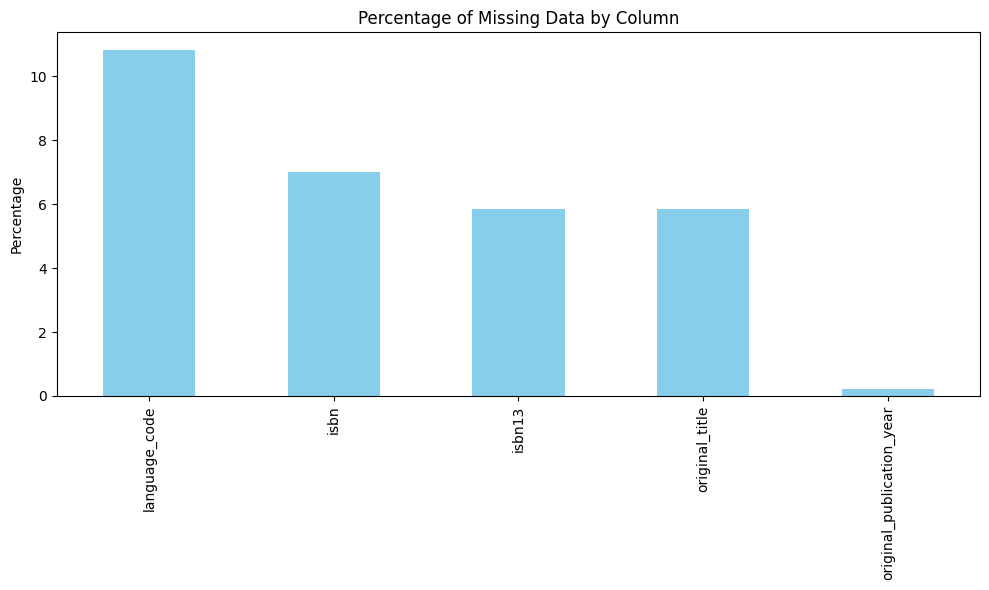 Percentage of Missing Data by Column
Percentage
10
8
6
4
2
0
language_code
isbn
isbn13
original_title
original_publication_year